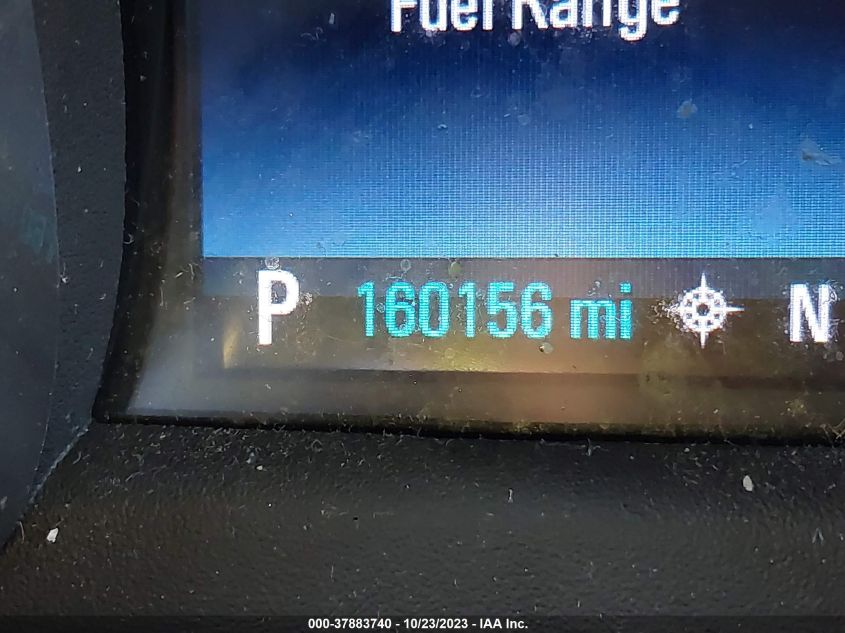 Fuel Range
P 160156 mi N
000-37883740 - 10/23/2023 - IAA Inc.